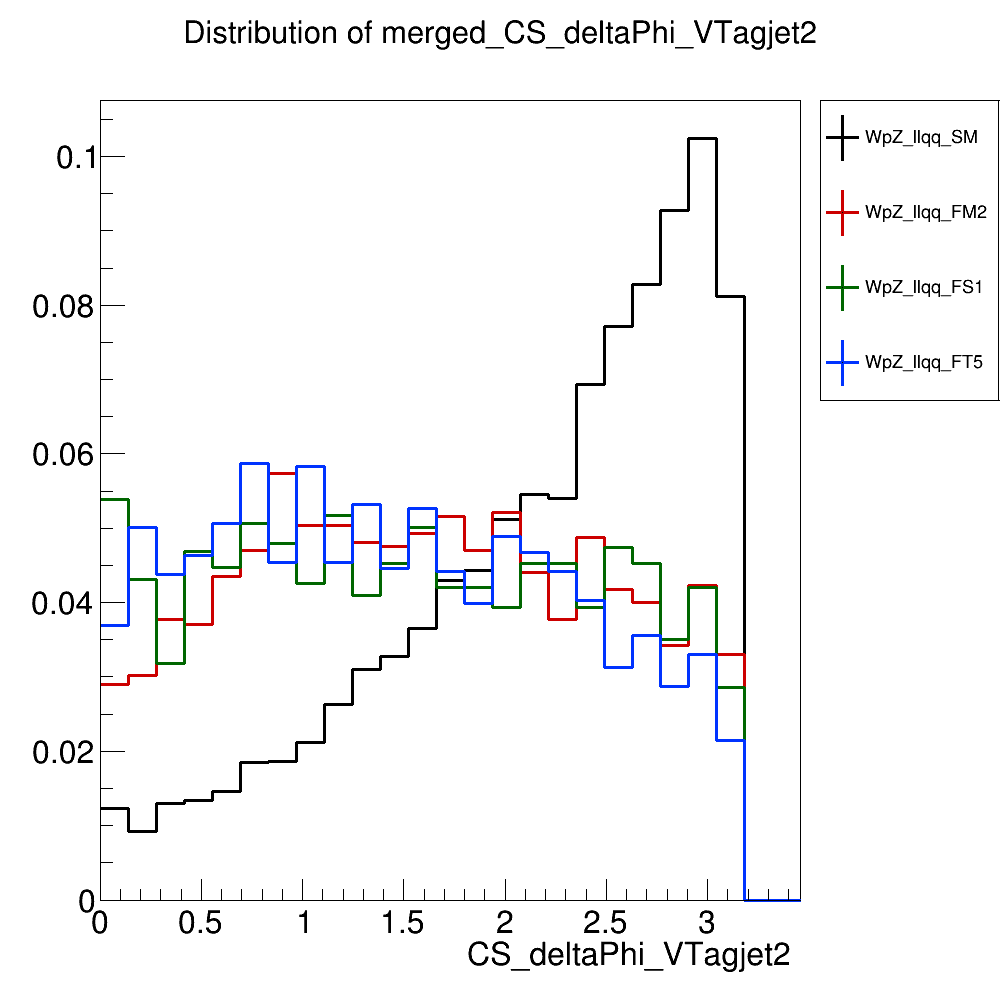 Distribution of merged_CS_deltaPhi_VTagjet2
WpZ_llqq_SM
WpZ_llqq_FM2
WpZ_llqq_FS1
WpZ_llqq_FT5
0.1
0.08
0.06
0.04
0.02
0
0 0.5 1 1.5 2 2.5 3
CS_deltaPhi_VTagjet2